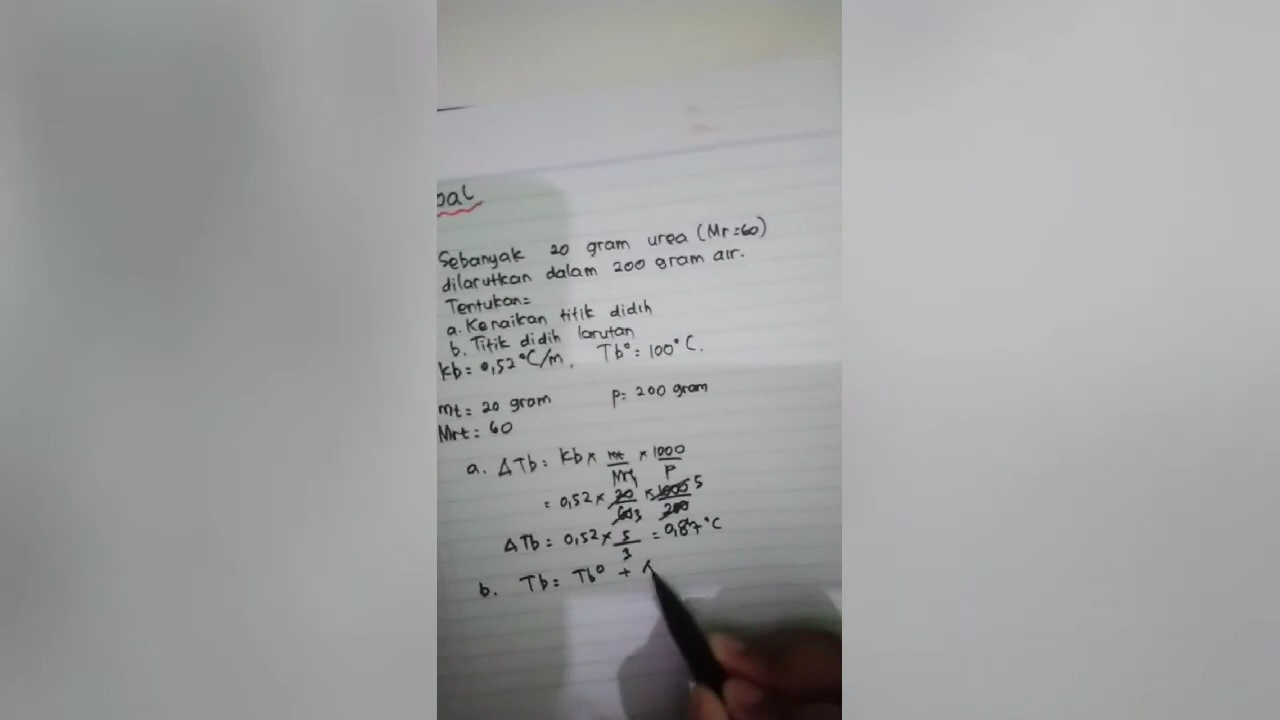 oal
Sebanyak 20 gram urea (Mr=60)
dilarutkan dalam 200 gram air.
Tentukan=
a. Kenaikan titik didih
b. Titik didih larutan
kb= 0,52°C/m, Tb°= 100°C.
mt= 20 gram p= 200 gram
Mrt= 60
a. ΔTb= kb × mt/Mrt × 1000/P
= 0,52 × 20/60 3 × 1000 5/200
ΔTb= 0,52 × 5/3 = 0,87°C
b. Tb= Tb° +